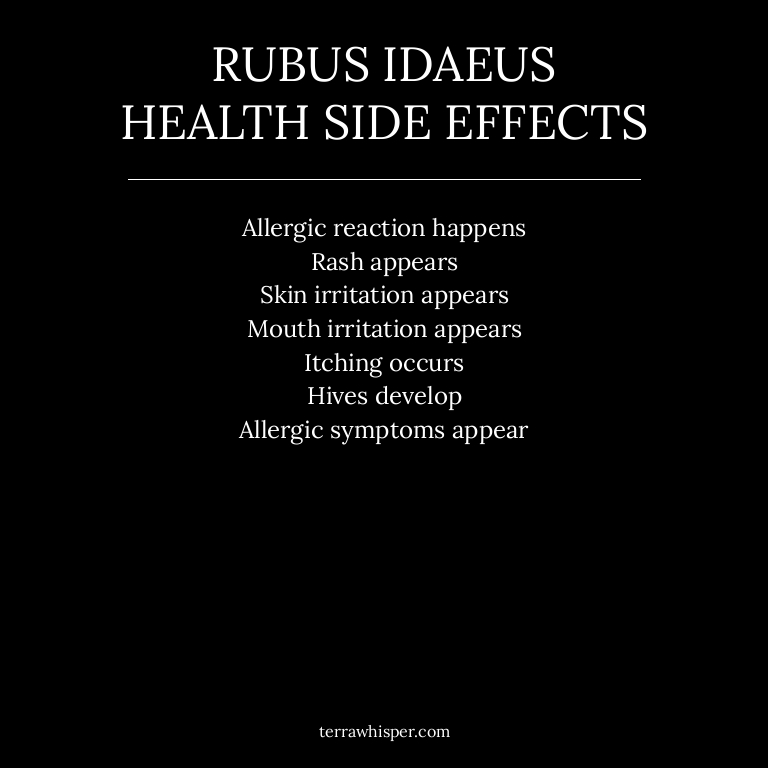 RUBUS IDAEUS
HEALTH SIDE EFFECTS
Allergic reaction happens
Rash appears
Skin irritation appears
Mouth irritation appears
Itching occurs
Hives develop
Allergic symptoms appear
terrawhisper.com